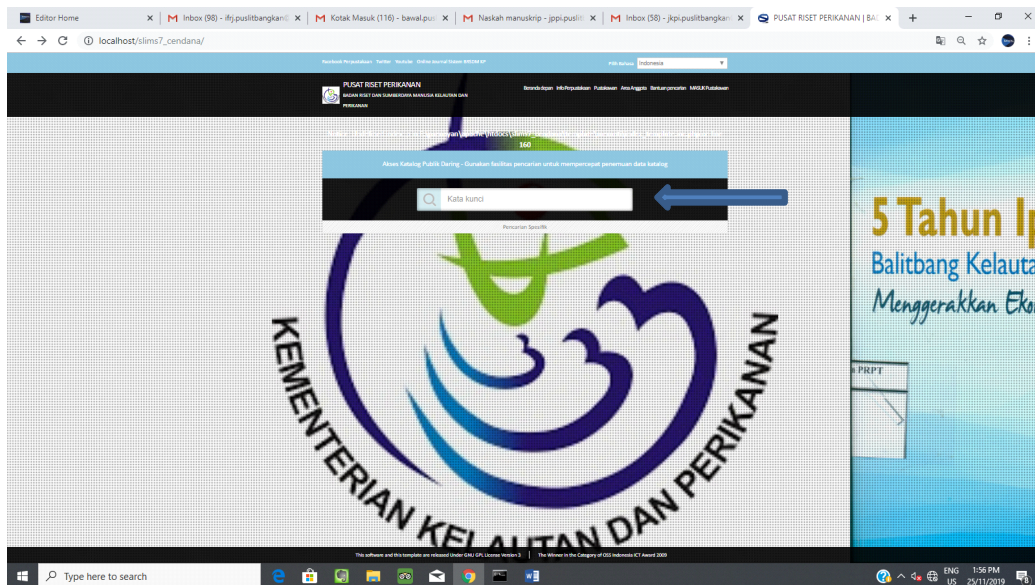 Editor Home
Inbox (98) - ifrj.puslitbangkan@
Kotak Masuk (116) - bawal.pus
Naskah manuskrip - jppi.puslit
Inbox (58) - jkpi.puslitbangkan
PUSAT RISET PERIKANAN | BAD
localhost/slims7_cendana/
Facebook Perpustakaan Twitter Youtube Online Journal Sistem BRSDM KP
Pilih Bahasa Indonesia
PUSAT RISET PERIKANAN
BADAN RISET DAN SUMBERDAYA MANUSIA KELAUTAN DAN
PERIKANAN
Beranda depan Info Perpustakaan Pustakawan Area Anggota Bantuan pencarian MASUK Pustakawan
160
Akses Katalog Publik Daring - Gunakan fasilitas pencarian untuk mempercepat penemuan data katalog
Kata kunci
Pencarian Spesifik
5 Tahun Ip
Balitbang Kelauta
Menggerakkan Eko
PRPT
KEMENTERIAN KELAUTAN DAN PERIKANAN
This software and this template are released Under GNU GPL License Version 3 | The Winner in the Category of OSS Indonesia ICT Award 2009
Type here to search
ENG 1:56 PM
US 25/11/2019